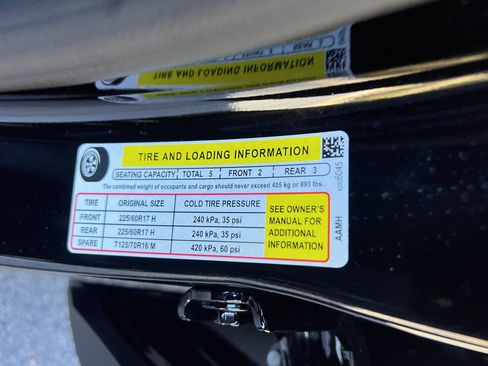 TIRE AND LOADING INFORMATION
TIRE AND LOADING INFORMATION
SEATING CAPACITY TOTAL 5 FRONT 2 REAR 3
The combined weight of occupants and cargo should never exceed 405 kg or 893 lbs.
TIRE ORIGINAL SIZE COLD TIRE PRESSURE
FRONT 225/60R17 H 240 kPa, 35 psi
REAR 225/60R17 H 240 kPa, 35 psi
SPARE T125/70R16 M 420 kPa, 60 psi
SEE OWNER'S
MANUAL FOR
ADDITIONAL
INFORMATION
AAMH